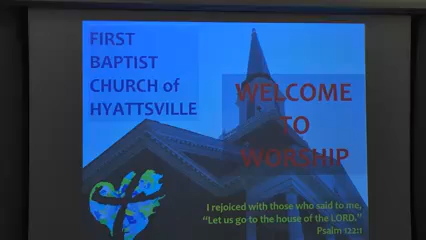 FIRST
BAPTIST
CHURCH of
HYATTSVILLE
WELCOME
TO
WORSHIP
I rejoiced with those who said to me,
“Let us go to the house of the LORD.”
Psalm 122:1